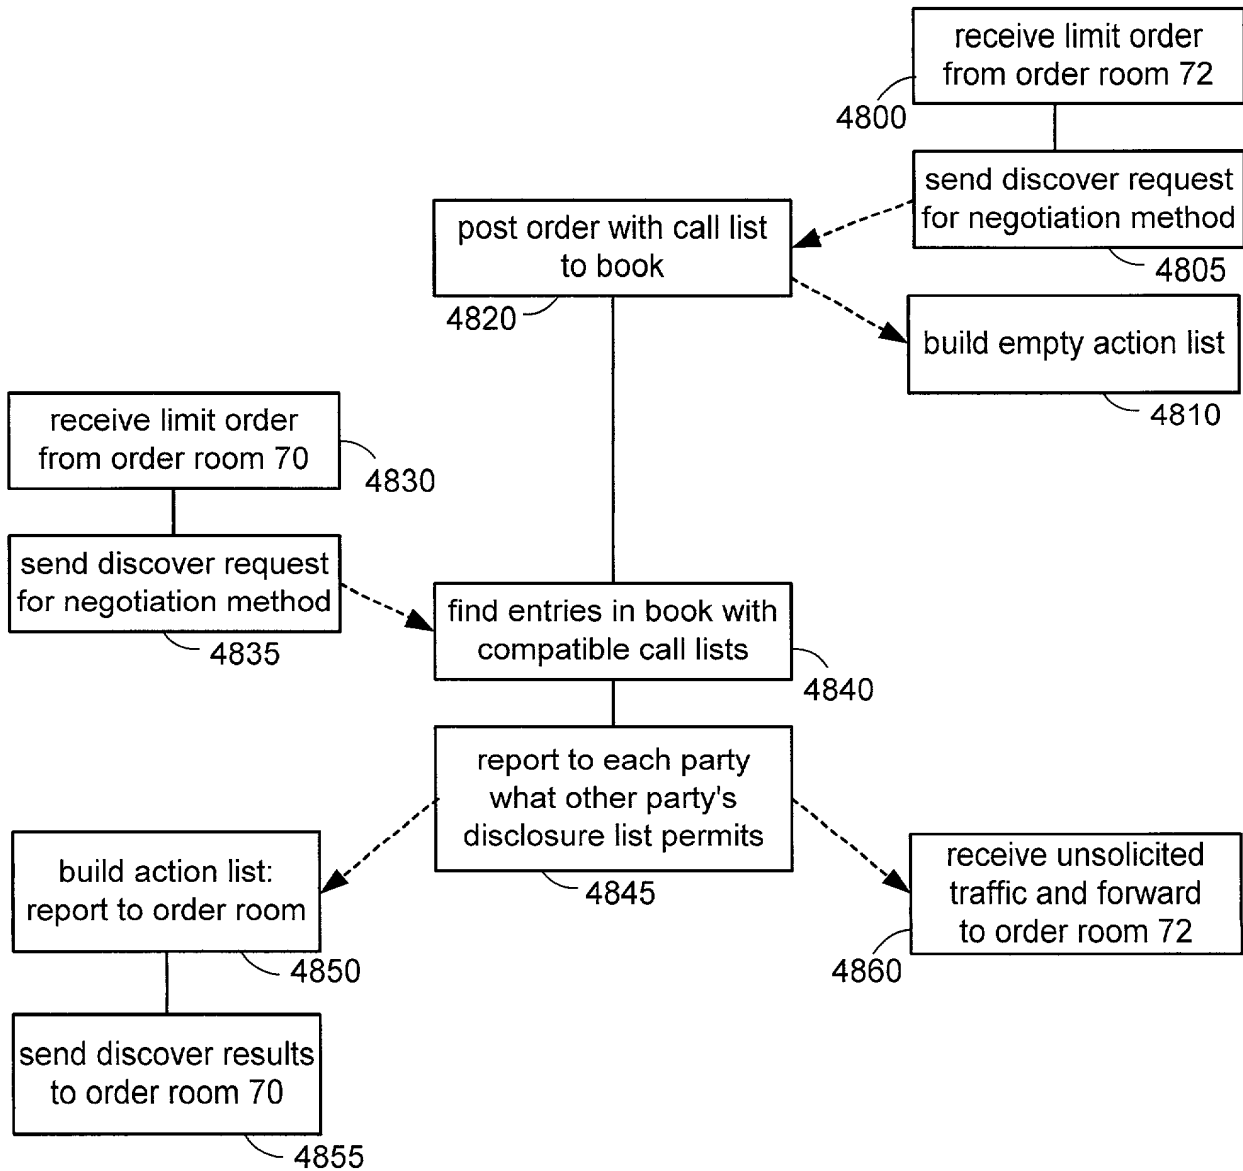 receive limit order
from order room 72
4800
send discover request
for negotiation method
4805
post order with call list
to book
4820
build empty action list
4810
receive limit order
from order room 70
4830
send discover request
for negotiation method
4835
find entries in book with
compatible call lists
4840
report to each party
what other party's
disclosure list permits
4845
build action list:
report to order room
4850
receive unsolicited
traffic and forward
to order room 72
4860
send discover results
to order room 70
4855